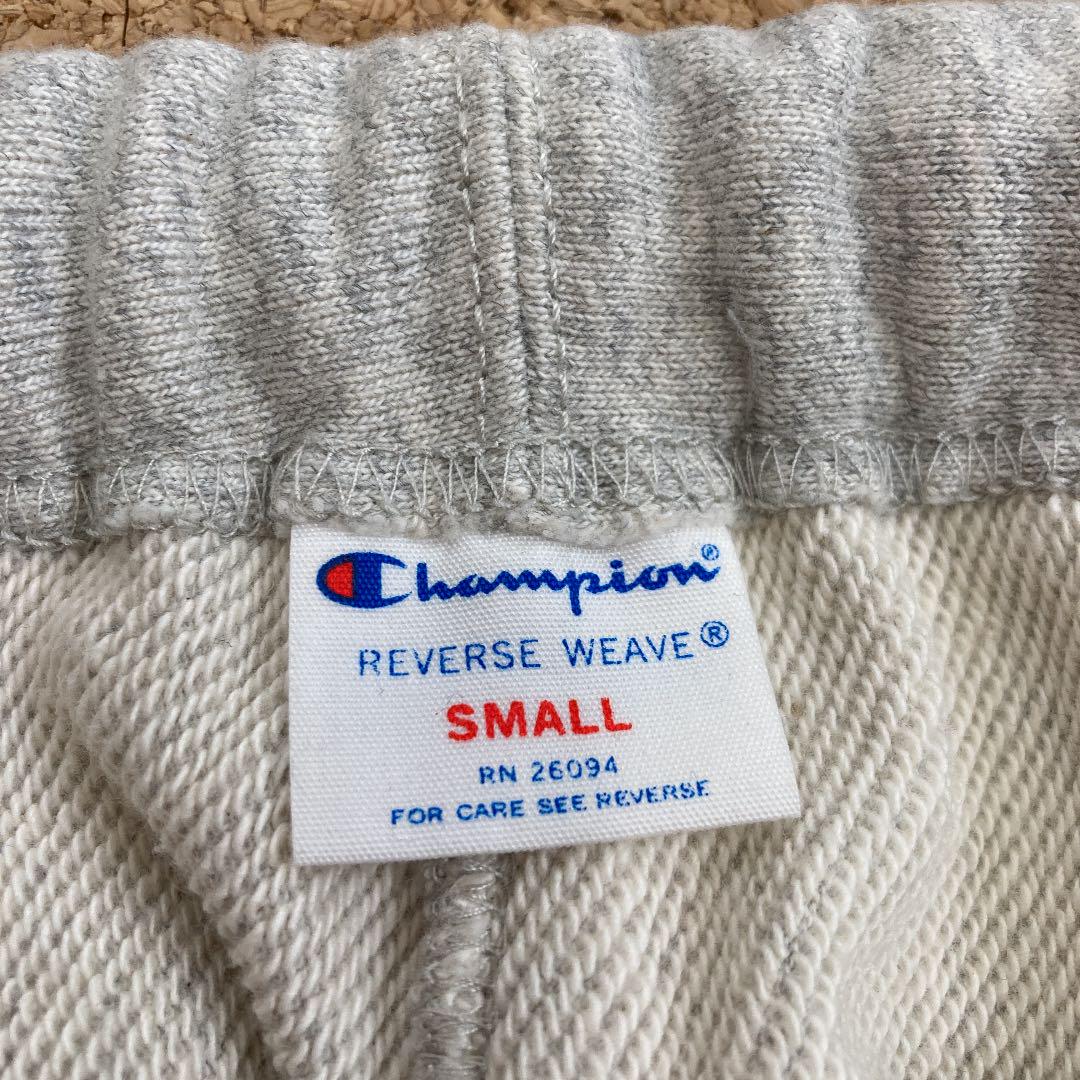 Champion®
REVERSE WEAVE®
SMALL
RN 26094
FOR CARE SEE REVERSE